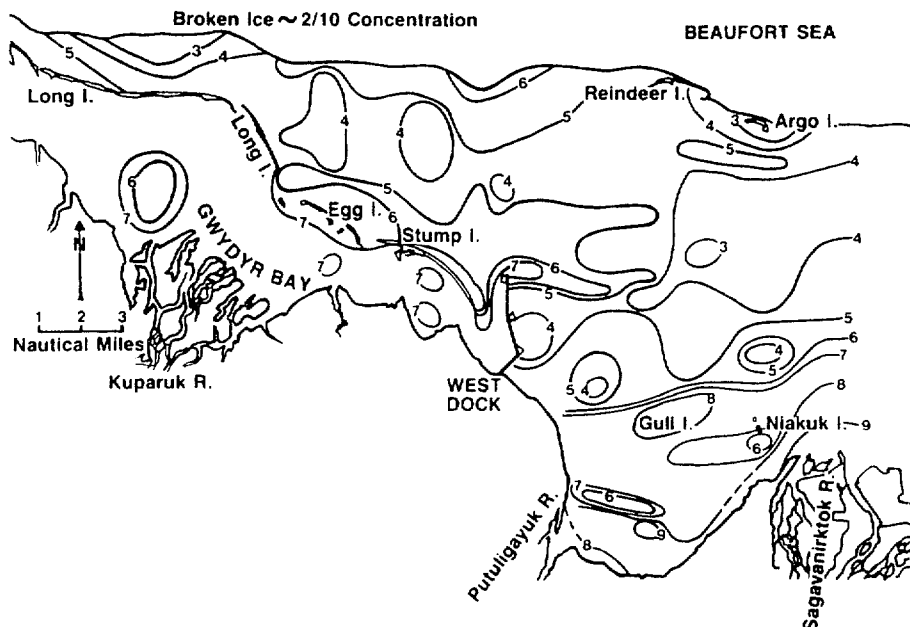 Broken Ice ~ 2/10 Concentration
BEAUFORT SEA
5
3
4
6
Long I.
Reindeer I.
Long I.
4
4
5
4
3
Argo I.
5
4
6
7
5
4
6
7
Egg I.
Stump I.
GWYDYR BAY
N
7
7
7
7
6
5
3
4
1 2 3
Nautical Miles
Kuparuk R.
4
5
6
7
4
5
WEST
DOCK
5
4
8
8
Gull I.
Niakuk I.
9
6
7
6
9
8
Putuligayuk R.
Sagavanirktok R.